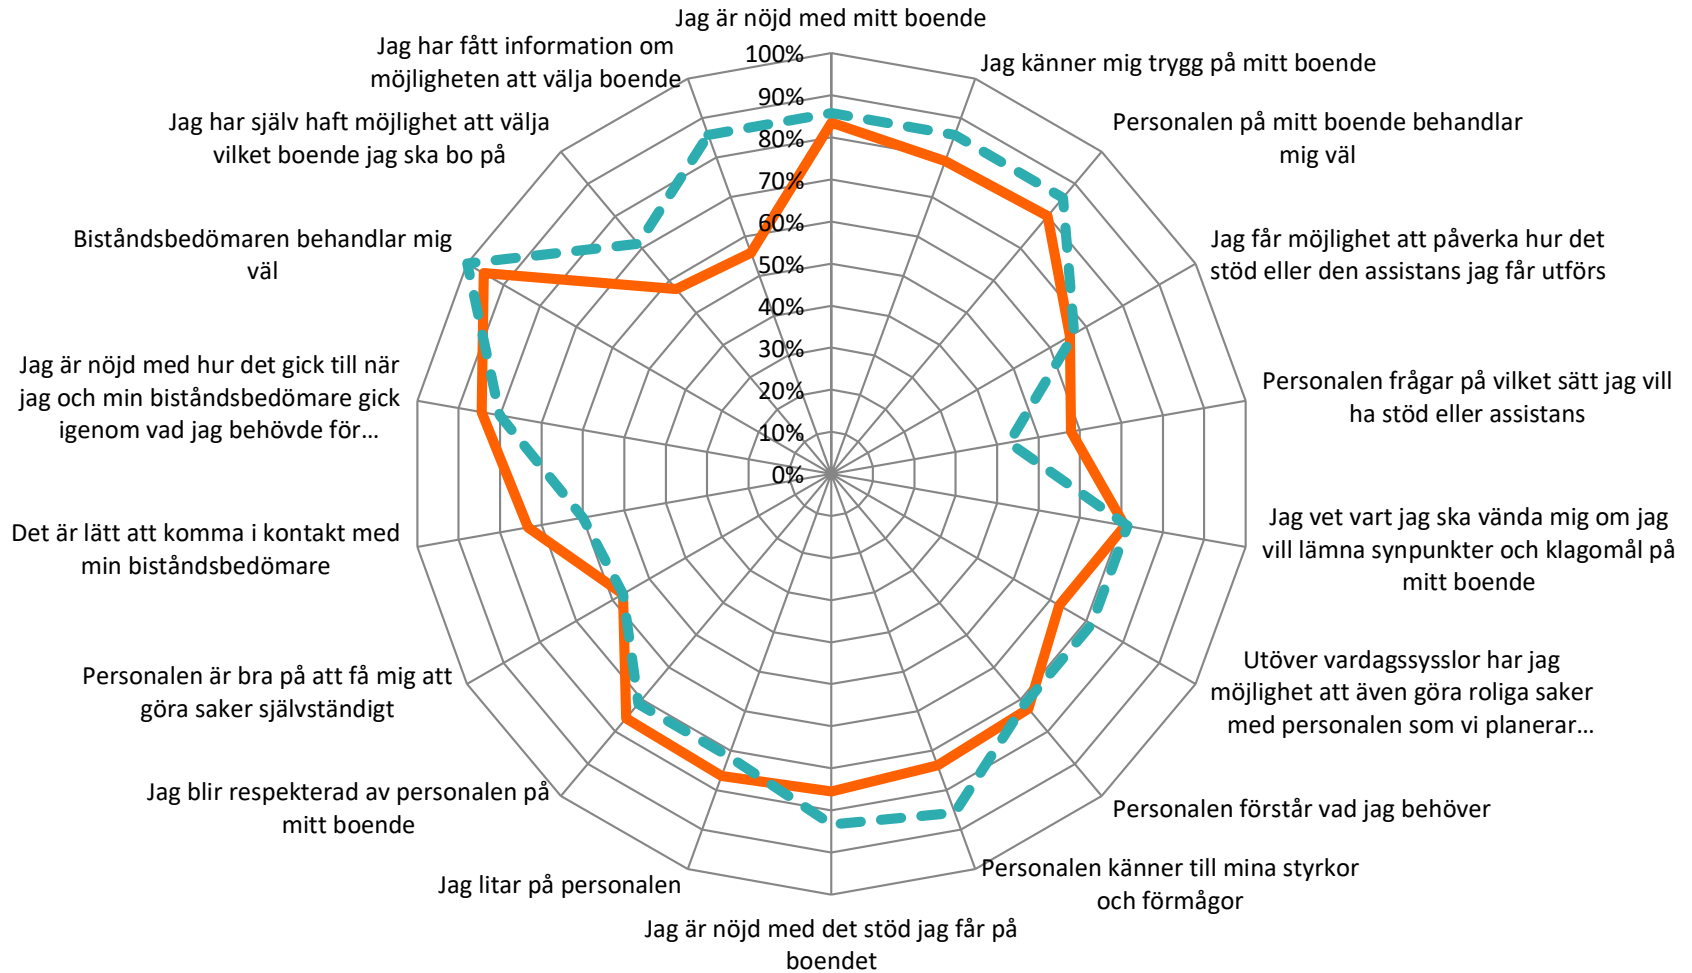 Jag är nöjd med mitt boende
Jag känner mig trygg på mitt boende
Personalen på mitt boende behandlar
mig väl
Jag får möjlighet att påverka hur det
stöd eller den assistans jag får utförs
Personalen frågar på vilket sätt jag vill
ha stöd eller assistans
Jag vet vart jag ska vända mig om jag
vill lämna synpunkter och klagomål på
mitt boende
Utöver vardagssysslor har jag
möjlighet att även göra roliga saker
med personalen som vi planerar…
Personalen förstår vad jag behöver
Personalen känner till mina styrkor
och förmågor
Jag är nöjd med det stöd jag får på
boendet
Jag litar på personalen
Jag blir respekterad av personalen på
mitt boende
Personalen är bra på att få mig att
göra saker självständigt
Det är lätt att komma i kontakt med
min biståndsbedömare
Jag är nöjd med hur det gick till när
jag och min biståndsbedömare gick
igenom vad jag behövde för…
Biståndsbedömaren behandlar mig
väl
Jag har själv haft möjlighet att välja
vilket boende jag ska bo på
Jag har fått information om
möjligheten att välja boende
100%
90%
80%
70%
60%
50%
40%
30%
20%
10%
0%